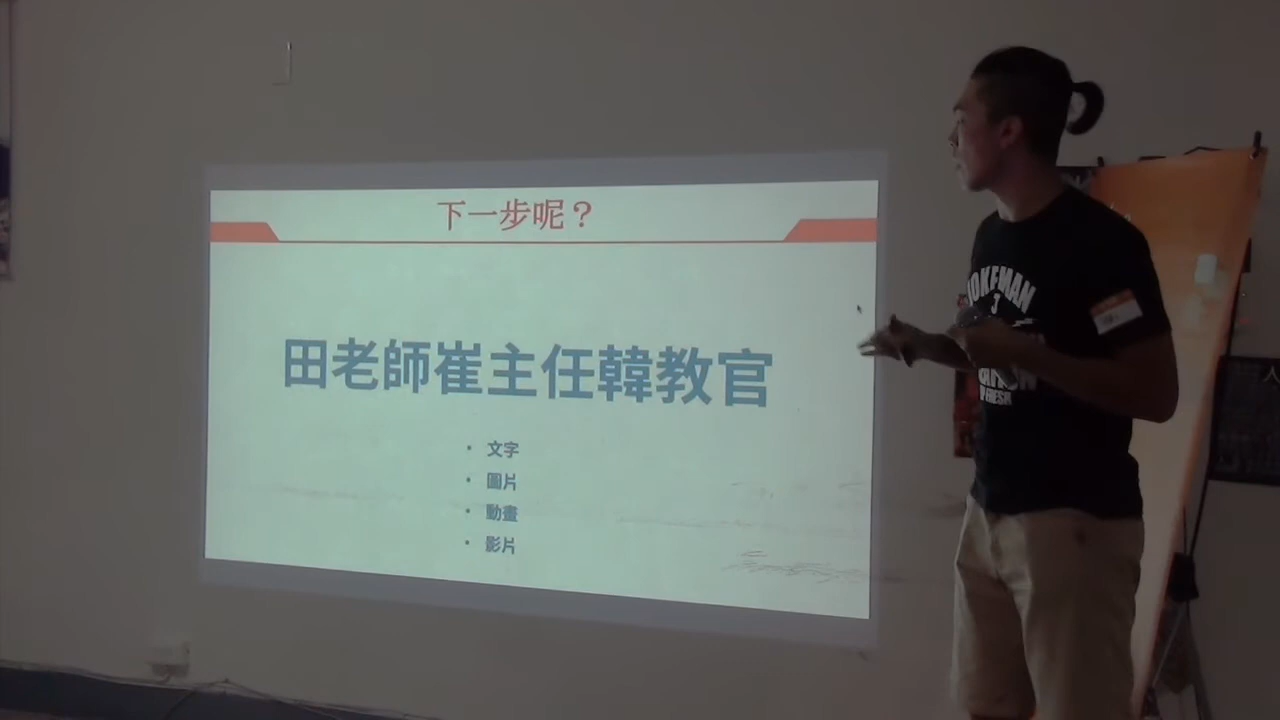 下一步呢？
田老師崔主任韓教官
• 文字
• 圖片
• 動畫
• 影片